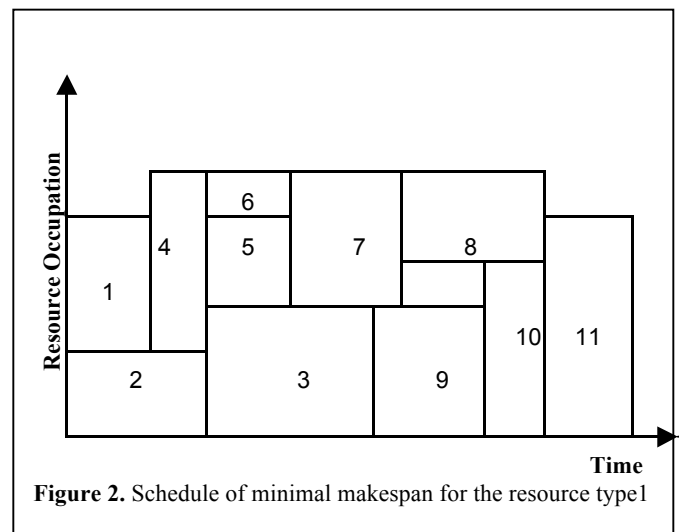 Resource Occupation
6
4 5 7 8
1
10 11
2 3 9
Time
Figure 2. Schedule of minimal makespan for the resource type1